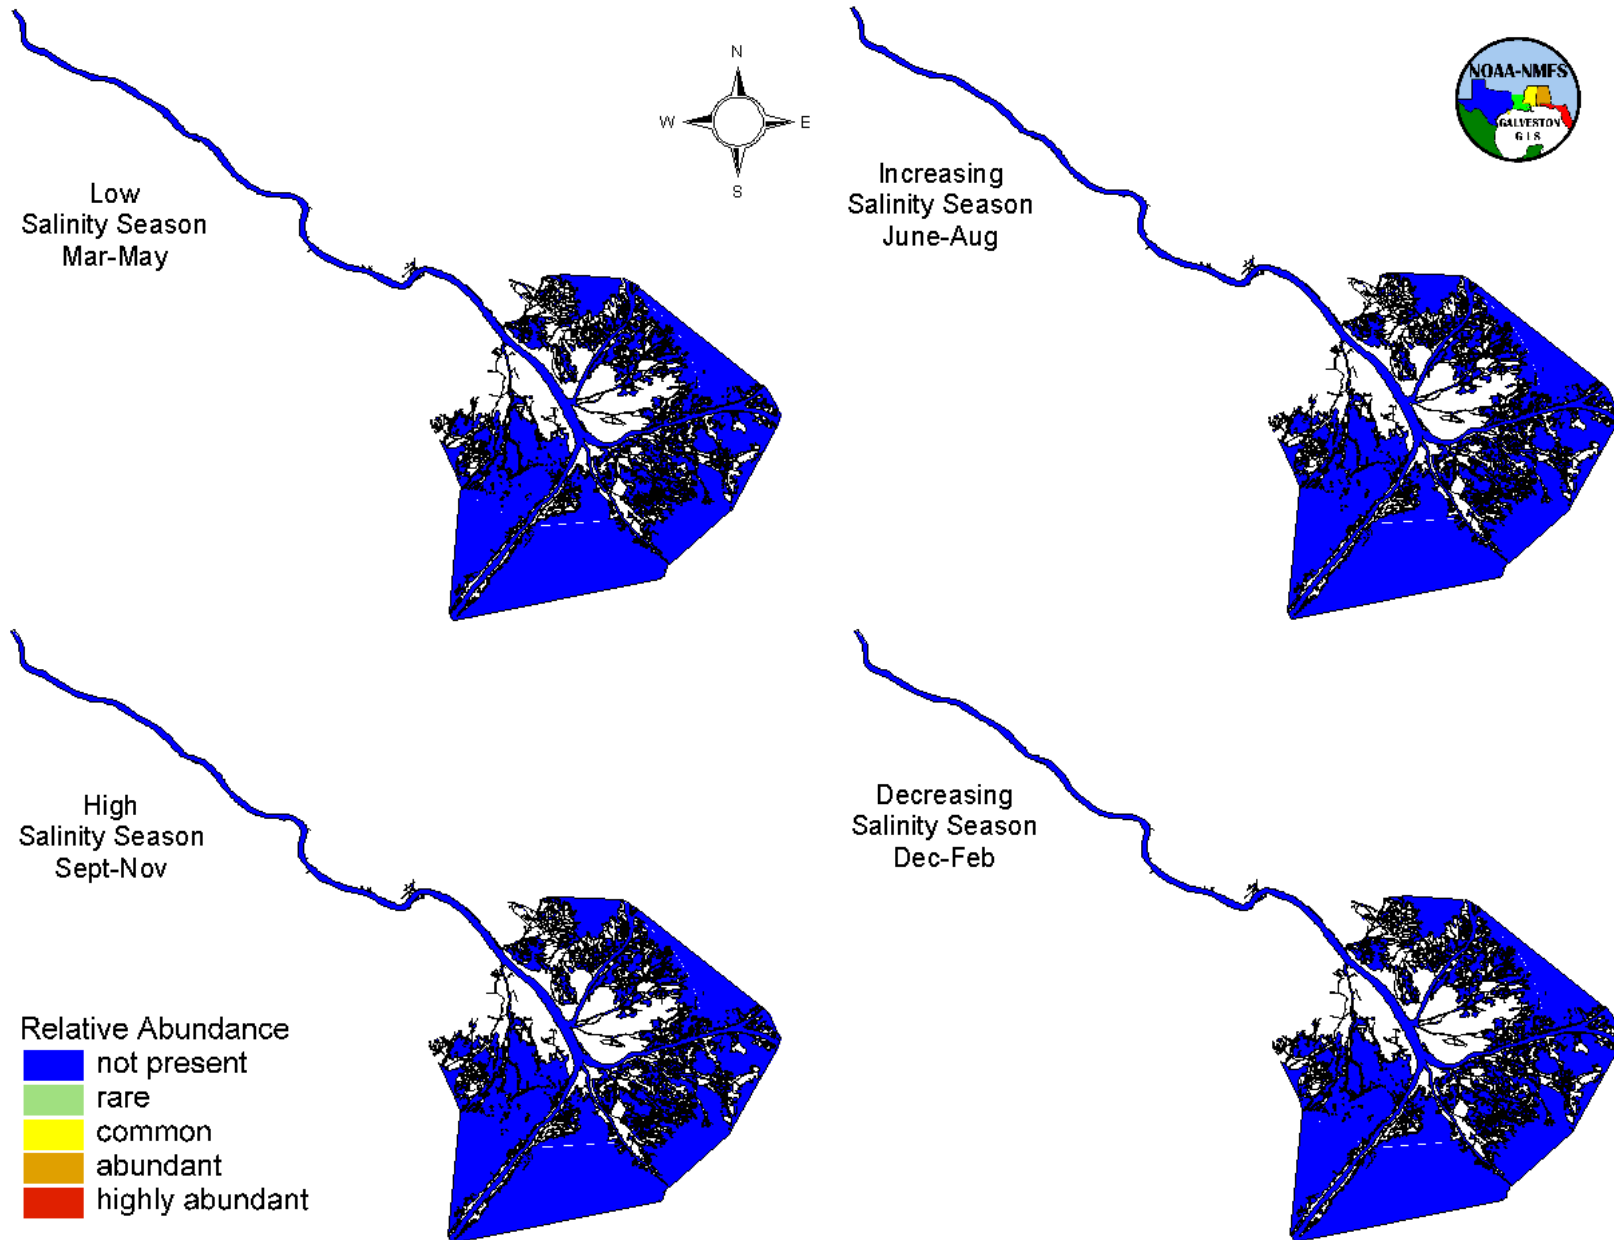 N
W E
S
NOAA-NMFS
GALVESTON
GIS
Low
Salinity Season
Mar-May
Increasing
Salinity Season
June-Aug
High
Salinity Season
Sept-Nov
Decreasing
Salinity Season
Dec-Feb
Relative Abundance
not present
rare
common
abundant
highly abundant